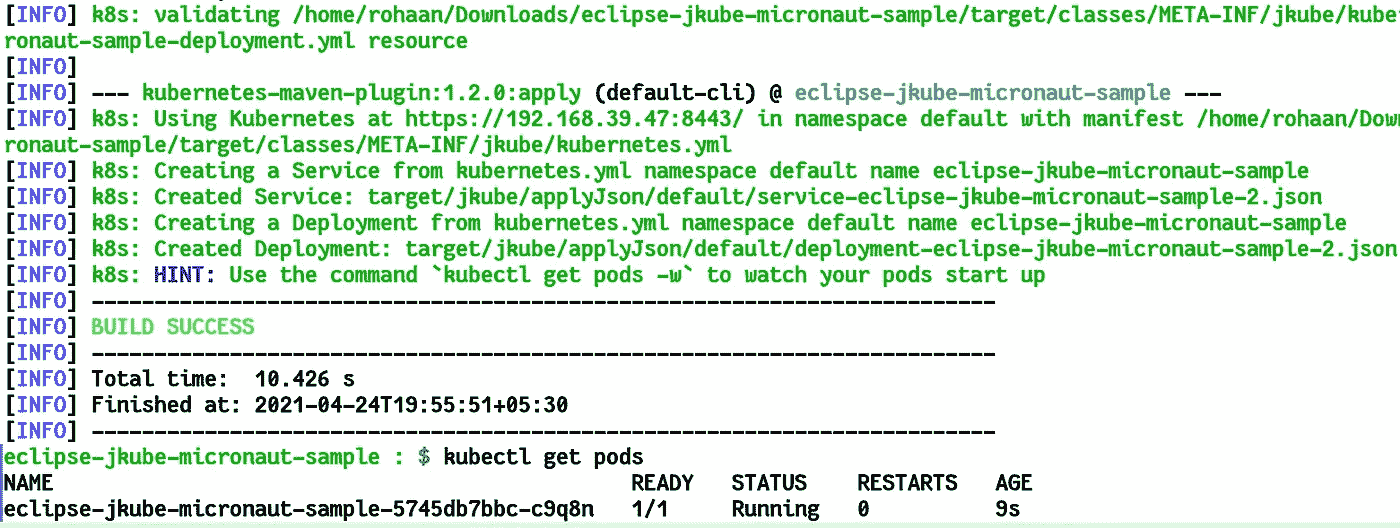 [INFO] k8s: validating /home/rohaan/Downloads/eclipse-jkube-micronaut-sample/target/classes/META-INF/jkube/kube
ronaut-sample-deployment.yml resource
[INFO]
[INFO] --- kubernetes-maven-plugin:1.2.0:apply (default-cli) @ eclipse-jkube-micronaut-sample ---
[INFO] k8s: Using Kubernetes at https://192.168.39.47:8443/ in namespace default with manifest /home/rohaan/Dow
ronaut-sample/target/classes/META-INF/jkube/kubernetes.yml
[INFO] k8s: Creating a Service from kubernetes.yml namespace default name eclipse-jkube-micronaut-sample
[INFO] k8s: Created Service: target/jkube/applyJson/default/service-eclipse-jkube-micronaut-sample-2.json
[INFO] k8s: Creating a Deployment from kubernetes.yml namespace default name eclipse-jkube-micronaut-sample
[INFO] k8s: Created Deployment: target/jkube/applyJson/default/deployment-eclipse-jkube-micronaut-sample-2.json
[INFO] k8s: HINT: Use the command `kubectl get pods -w` to watch your pods start up
[INFO] ------------------------------------------------------------------------
[INFO] BUILD SUCCESS
[INFO] ------------------------------------------------------------------------
[INFO] Total time:  10.426 s
[INFO] Finished at: 2021-04-24T19:55:51+05:30
[INFO] ------------------------------------------------------------------------
eclipse-jkube-micronaut-sample : $ kubectl get pods
NAME                                              READY   STATUS    RESTARTS   AGE
eclipse-jkube-micronaut-sample-5745db7bbc-c9q8n   1/1     Running   0          9s